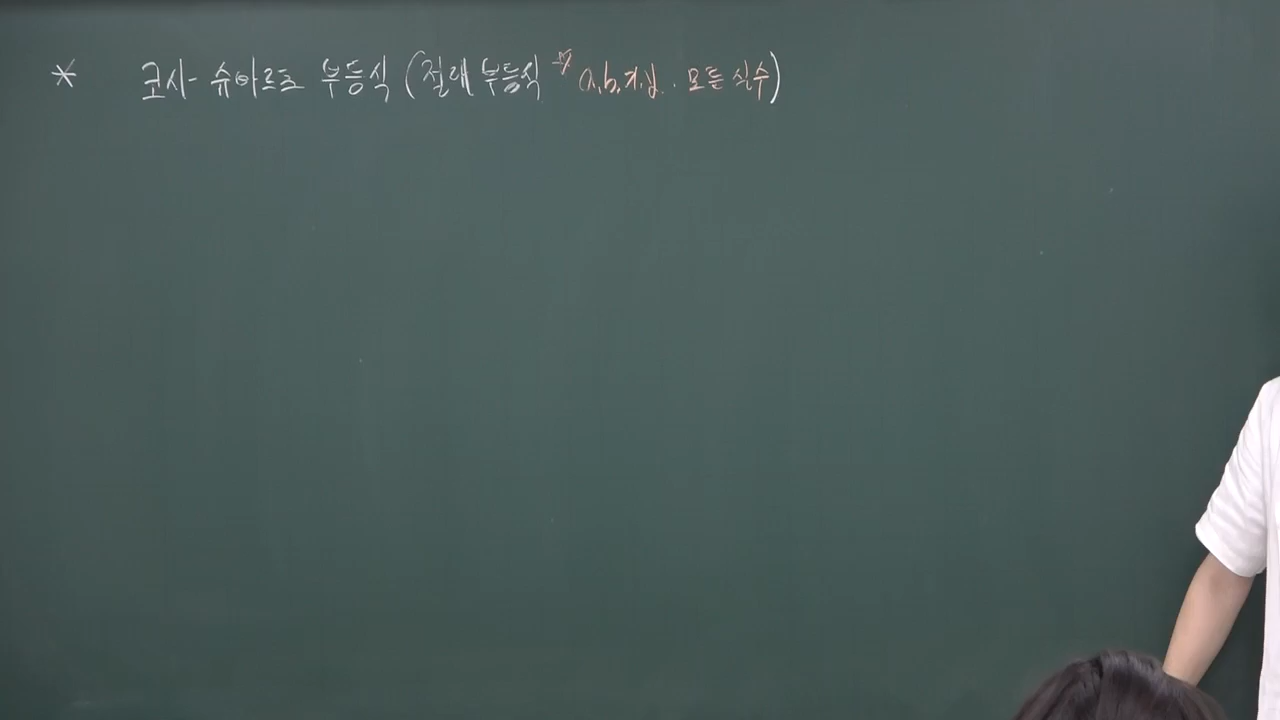 * 코시-슈바르츠 부등식 (절대부등식 ☆ a, b, x, y : 모든 실수)